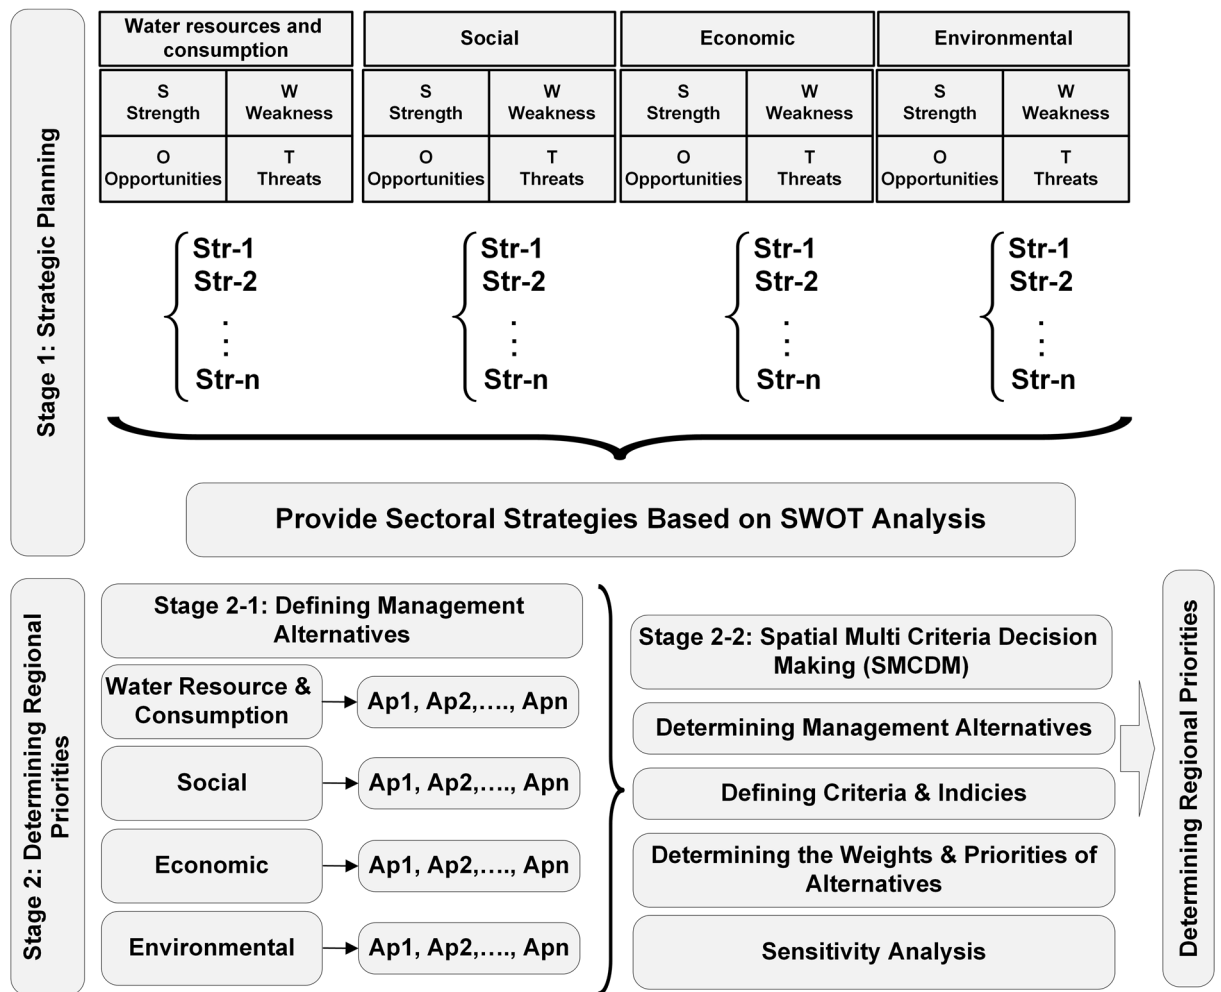 Stage 1: Strategic Planning
Water resources and
consumption
Social
Economic
Environmental
S
Strength
W
Weakness
O
Opportunities
T
Threats
S
Strength
W
Weakness
O
Opportunities
T
Threats
S
Strength
W
Weakness
O
Opportunities
T
Threats
S
Strength
W
Weakness
O
Opportunities
T
Threats
Str-1
Str-2
.
.
.
Str-n
Str-1
Str-2
.
.
.
Str-n
Str-1
Str-2
.
.
.
Str-n
Str-1
Str-2
.
.
.
Str-n
Provide Sectoral Strategies Based on SWOT Analysis
Stage 2: Determining Regional
Priorities
Stage 2-1: Defining Management
Alternatives
Water Resource &
Consumption
Ap1, Ap2,...., Apn
Social
Ap1, Ap2,...., Apn
Economic
Ap1, Ap2,...., Apn
Environmental
Ap1, Ap2,...., Apn
Stage 2-2: Spatial Multi Criteria Decision
Making (SMCDM)
Determining Management Alternatives
Defining Criteria & Indicies
Determining the Weights & Priorities of
Alternatives
Sensitivity Analysis
Determining Regional Priorities